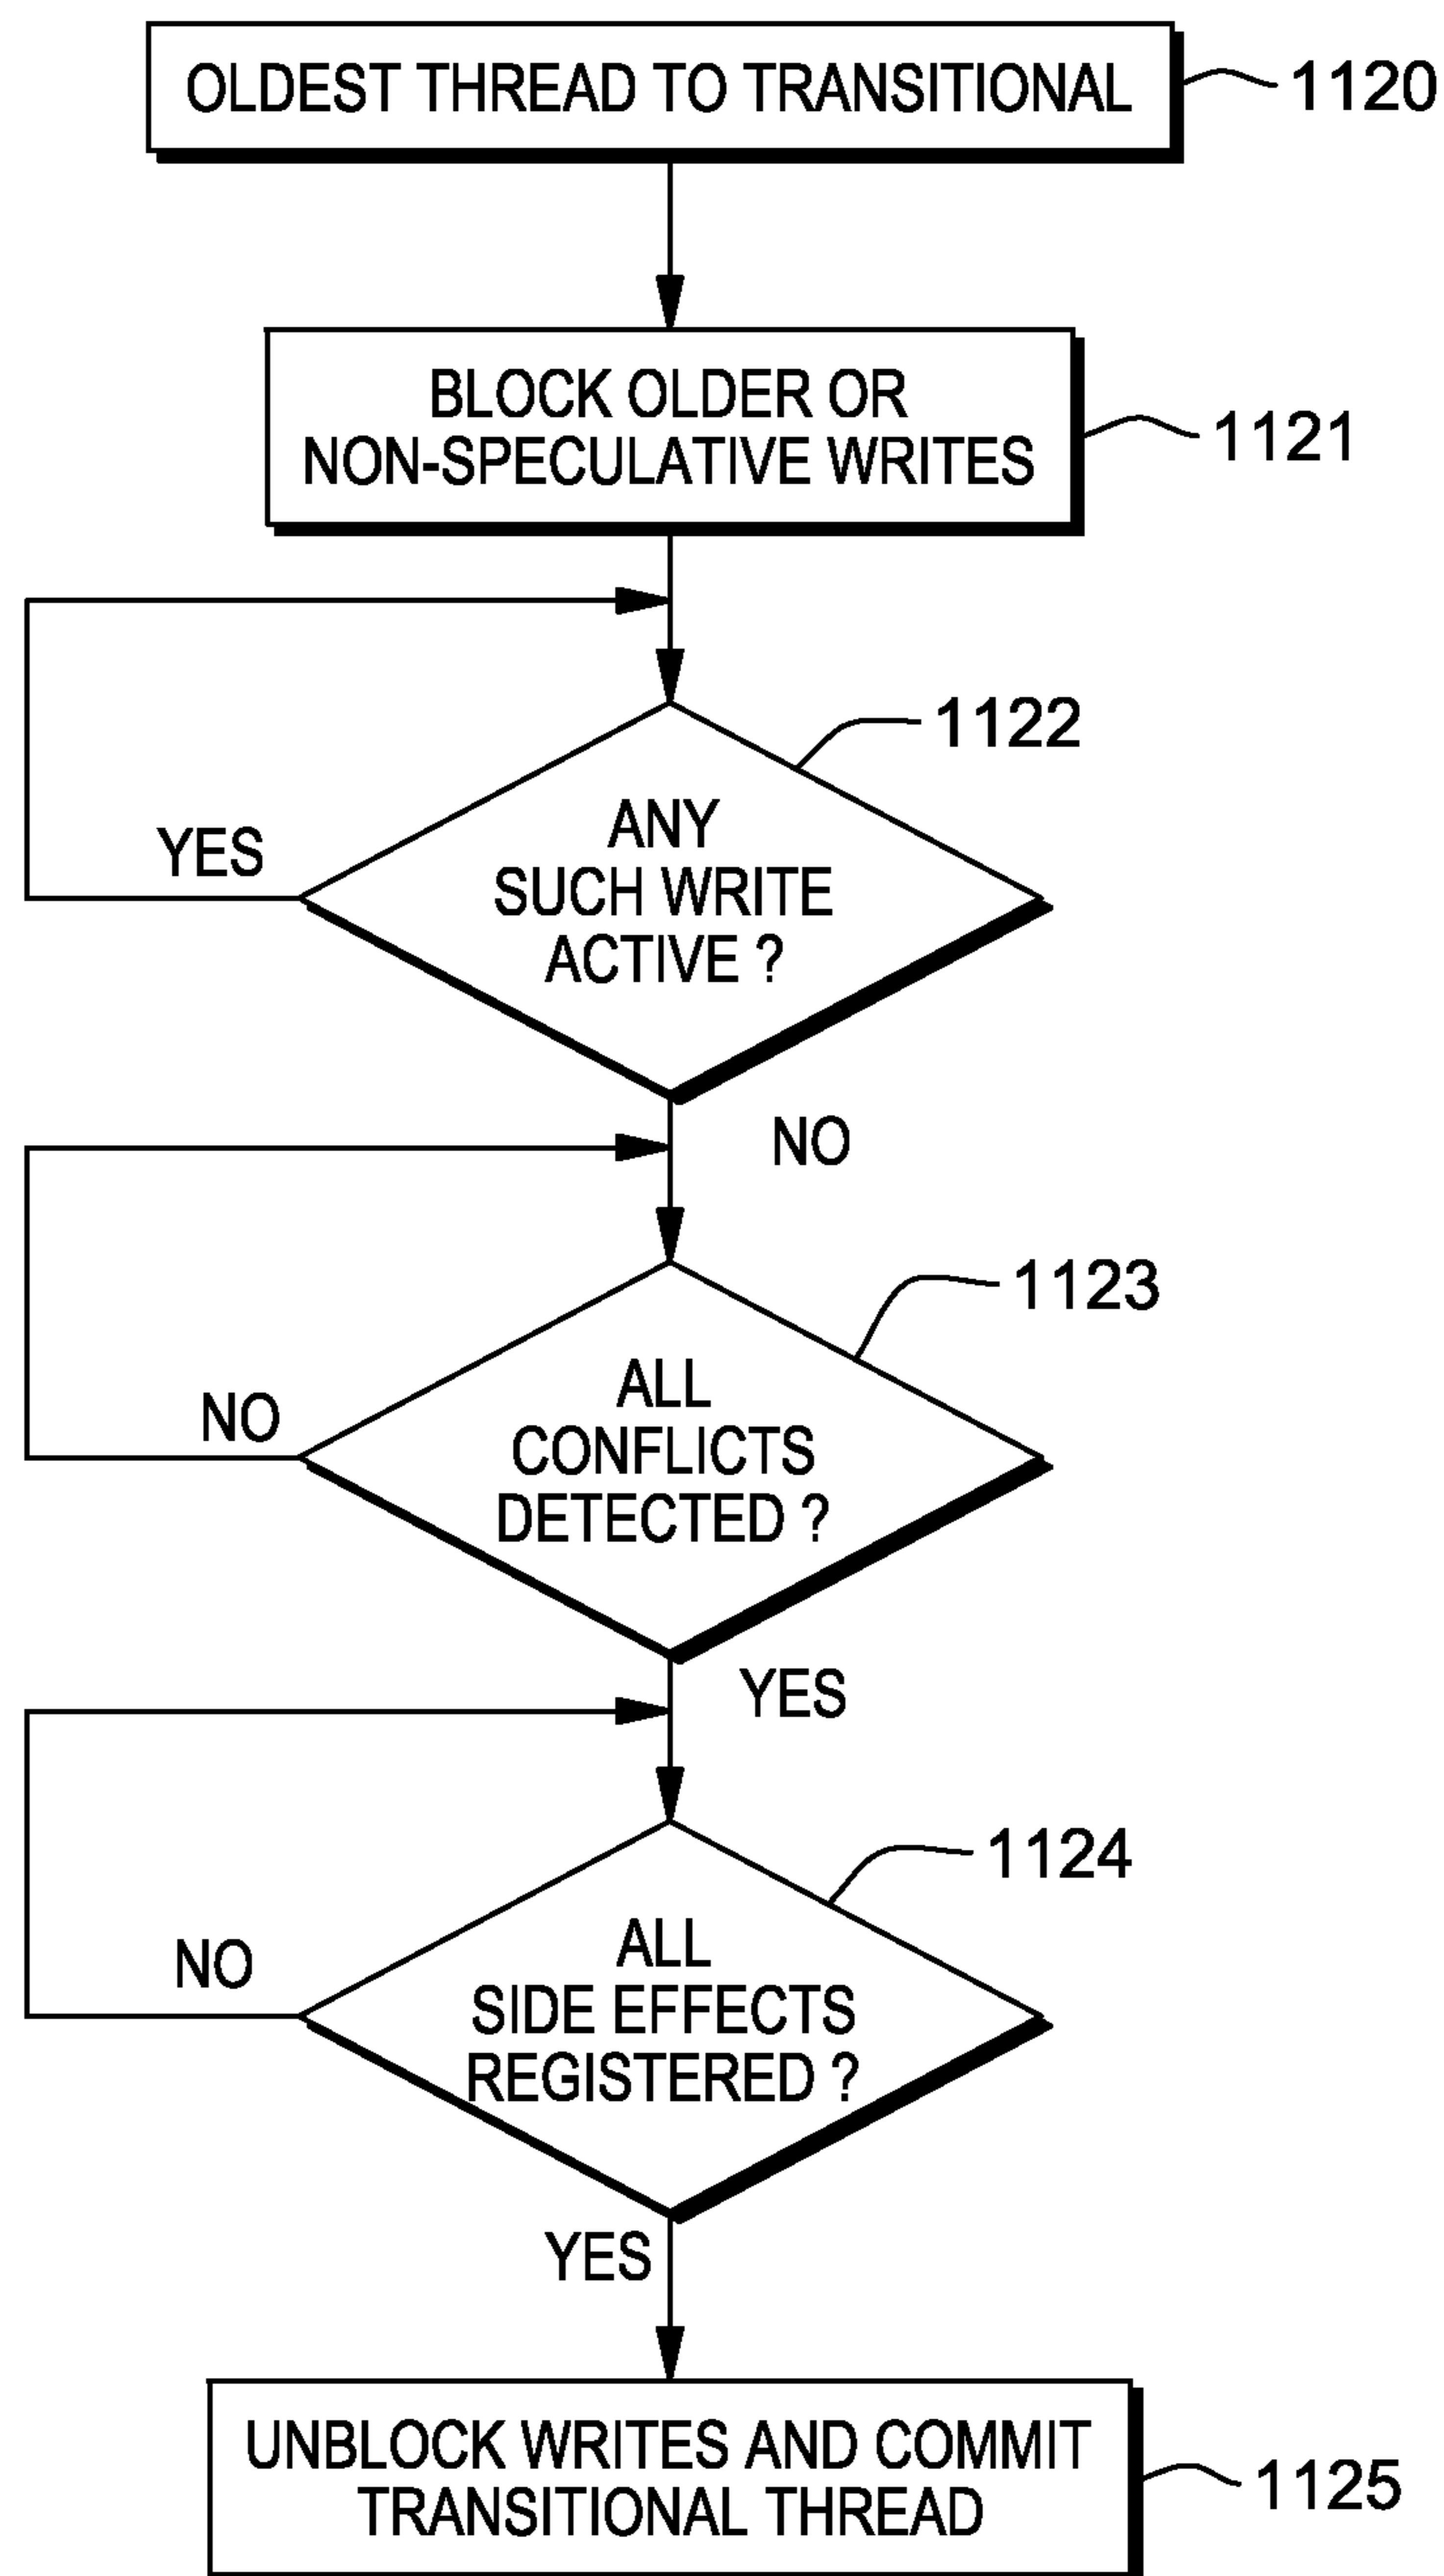 OLDEST THREAD TO TRANSITIONAL
1120
BLOCK OLDER OR
NON-SPECULATIVE WRITES
1121
1122
ANY
SUCH WRITE
ACTIVE ?
YES
NO
1123
ALL
CONFLICTS
DETECTED ?
NO
YES
1124
ALL
SIDE EFFECTS
REGISTERED ?
NO
YES
UNBLOCK WRITES AND COMMIT
TRANSITIONAL THREAD
1125